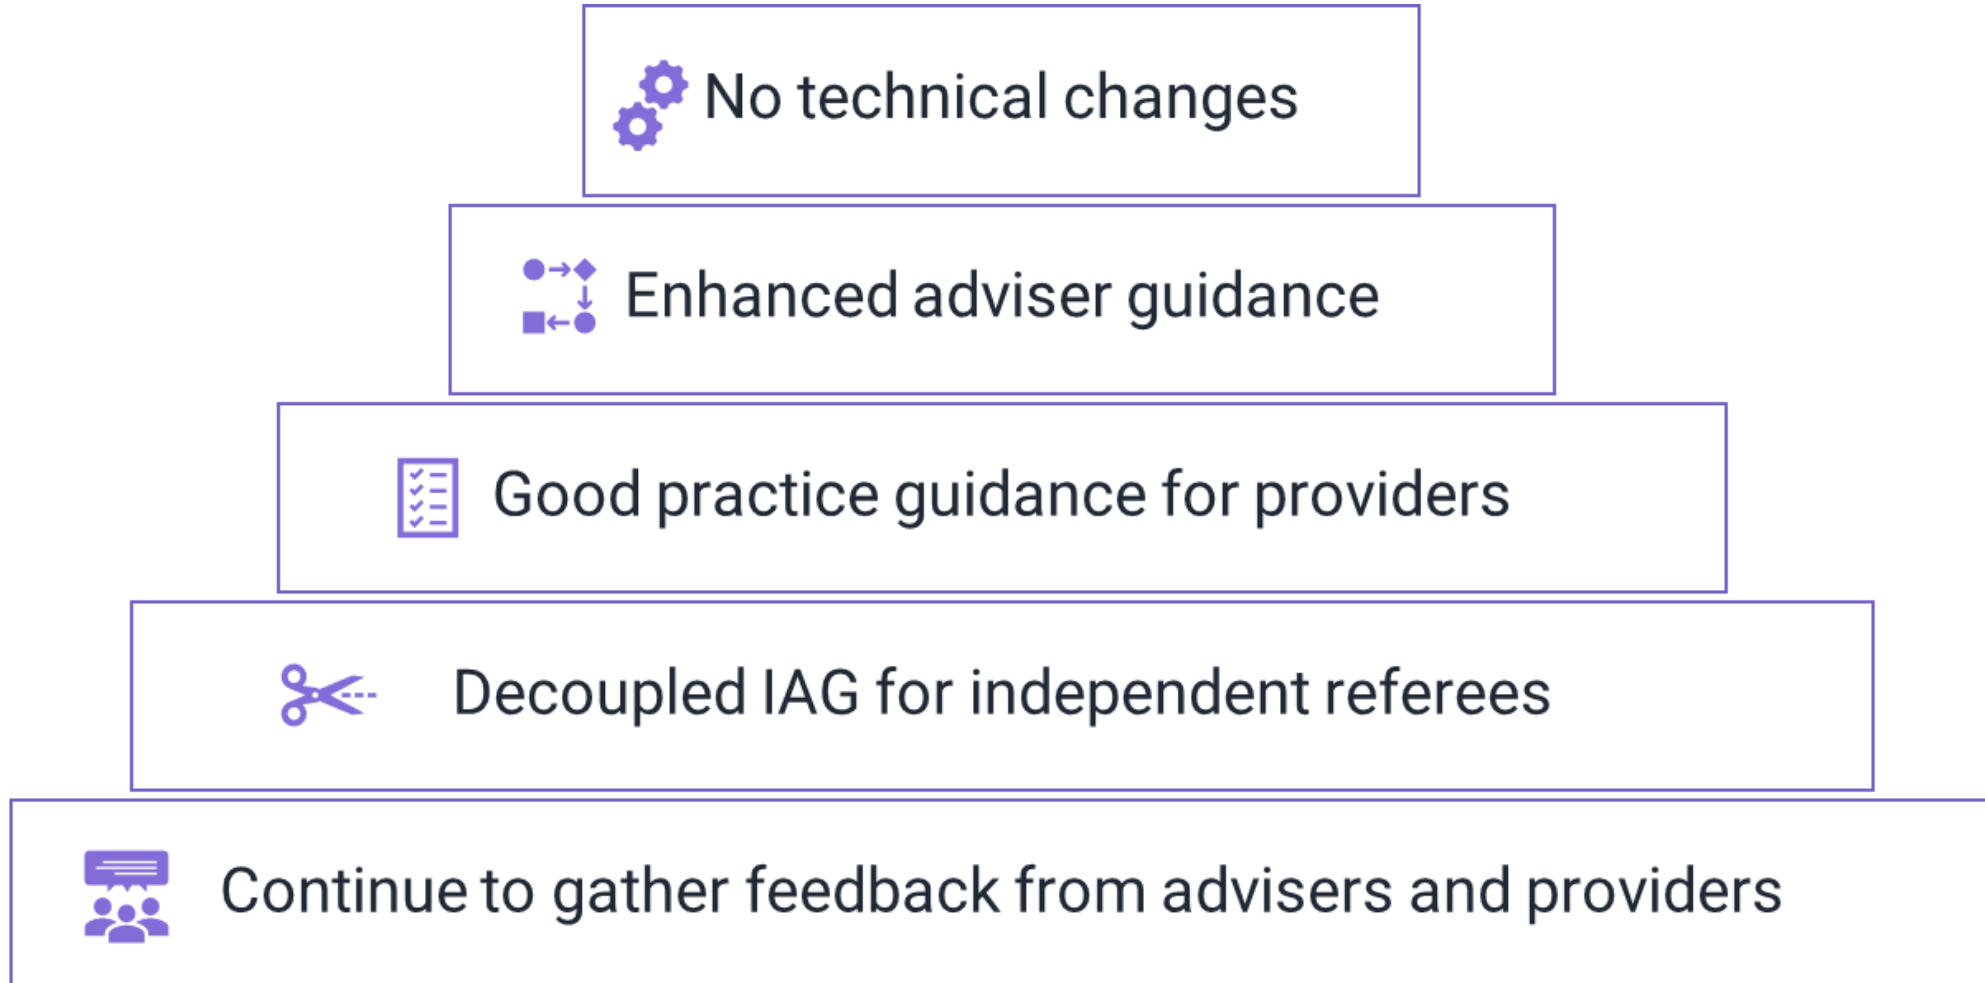 No technical changes
Enhanced adviser guidance
Good practice guidance for providers
Decoupled IAG for independent referees
Continue to gather feedback from advisers and providers